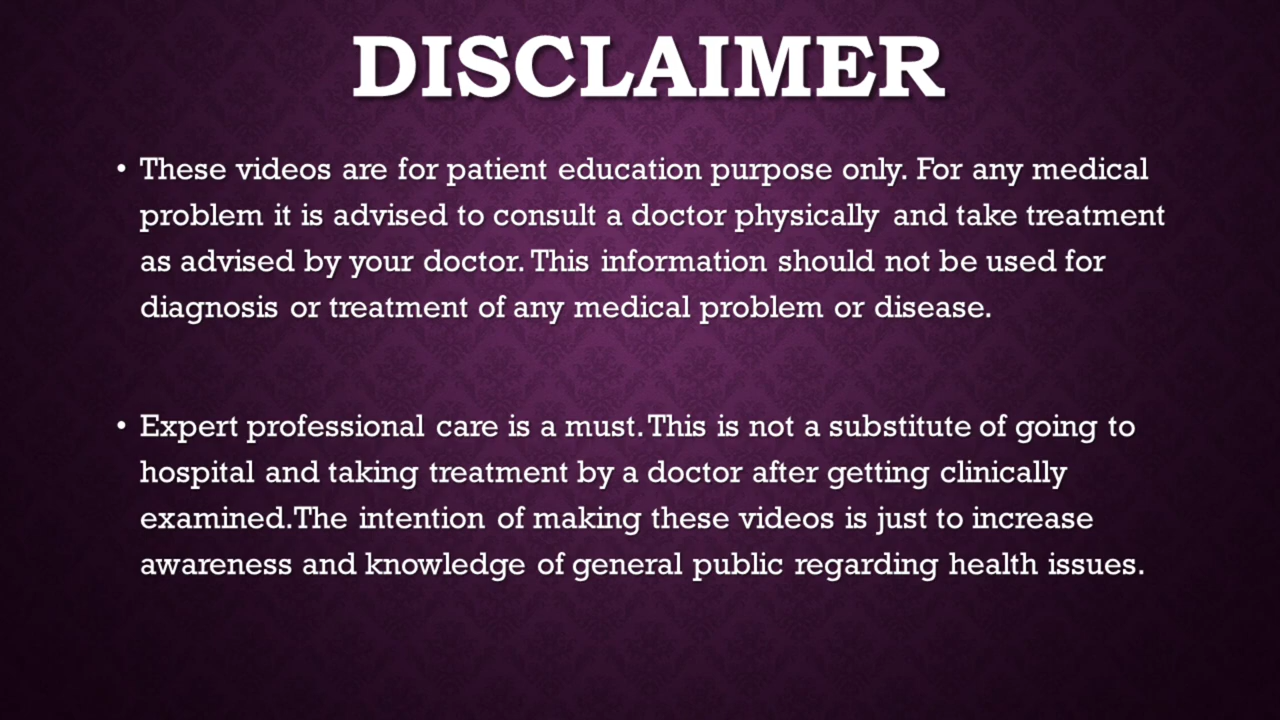 DISCLAIMER
• These videos are for patient education purpose only. For any medical
problem it is advised to consult a doctor physically and take treatment
as advised by your doctor. This information should not be used for
diagnosis or treatment of any medical problem or disease.
• Expert professional care is a must. This is not a substitute of going to
hospital and taking treatment by a doctor after getting clinically
examined.The intention of making these videos is just to increase
awareness and knowledge of general public regarding health issues.